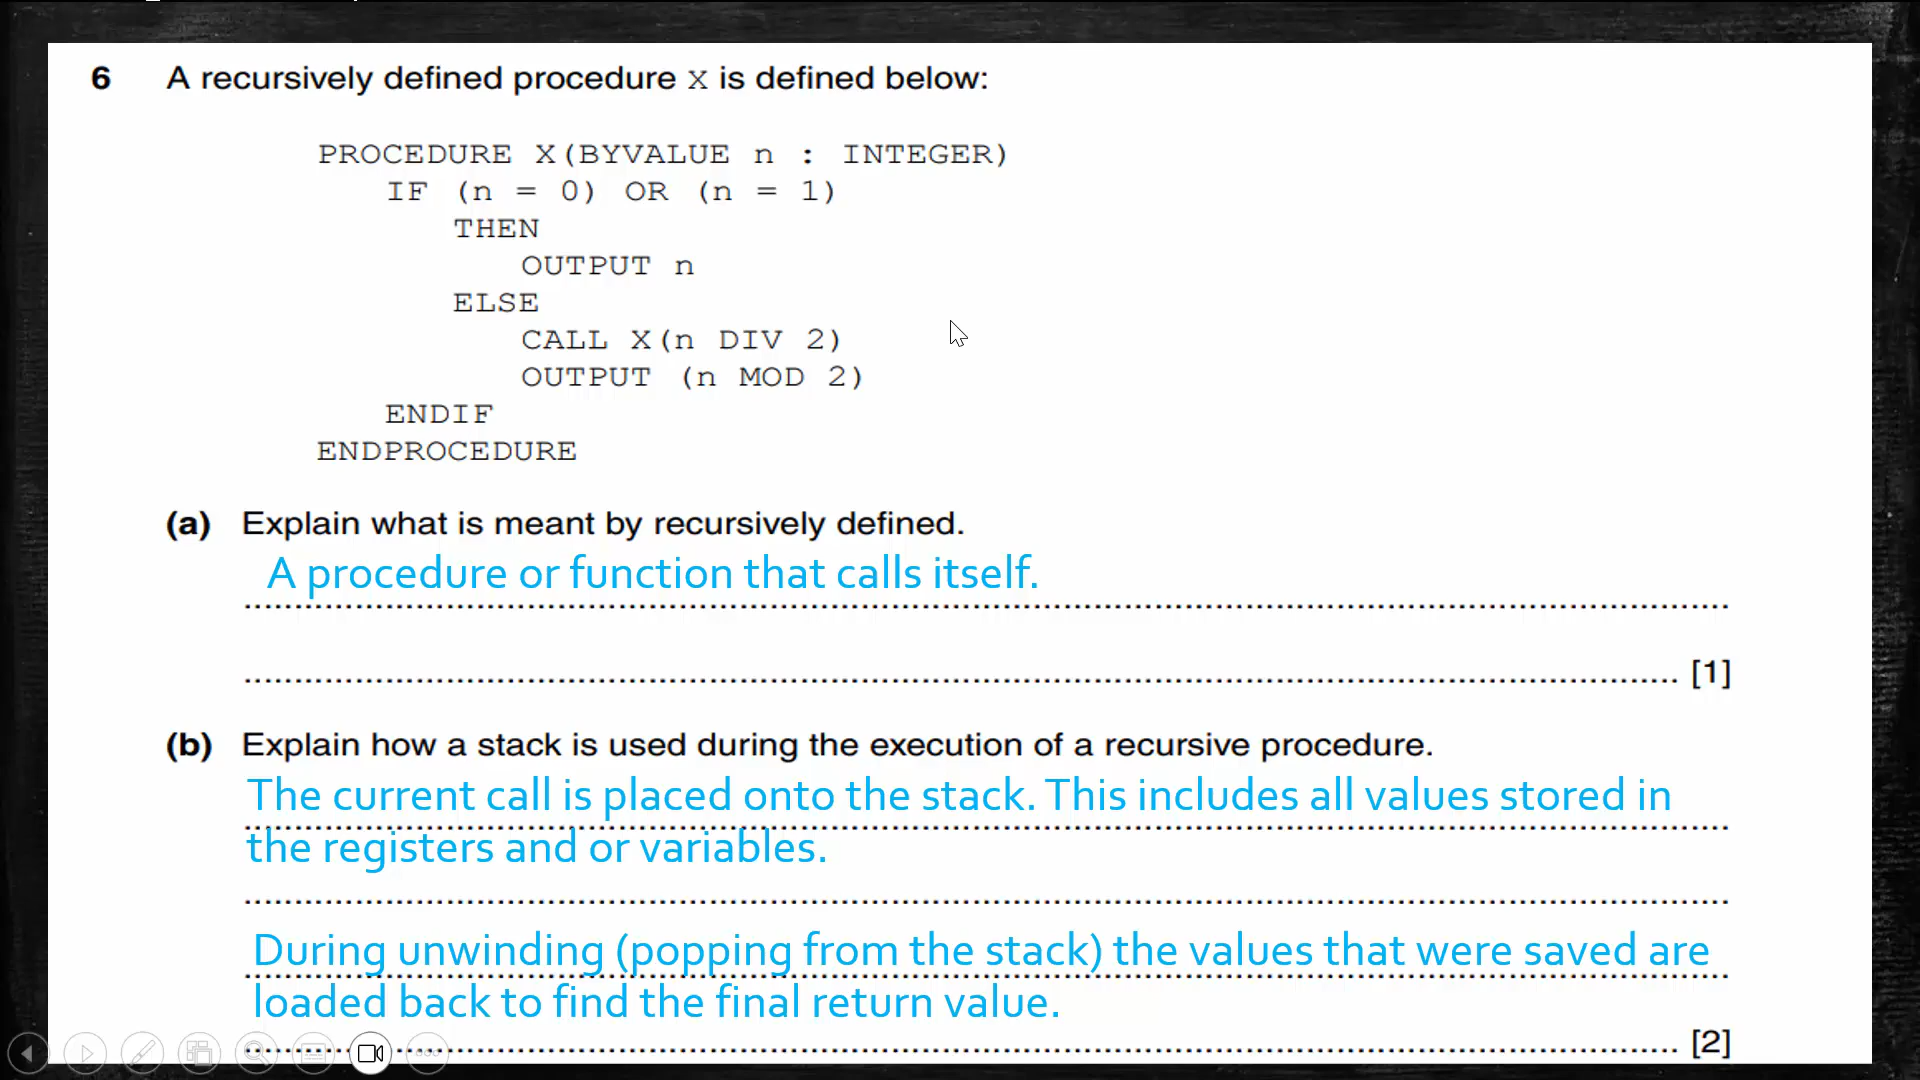 6 A recursively defined procedure X is defined below:
PROCEDURE X(BYVALUE n : INTEGER)
IF (n = 0) OR (n = 1)
THEN
OUTPUT n
ELSE
CALL X(n DIV 2)
OUTPUT (n MOD 2)
ENDIF
ENDPROCEDURE
(a) Explain what is meant by recursively defined.
A procedure or function that calls itself.
[1]
(b) Explain how a stack is used during the execution of a recursive procedure.
The current call is placed onto the stack. This includes all values stored in
the registers and or variables.
During unwinding (popping from the stack) the values that were saved are
loaded back to find the final return value.
[2]